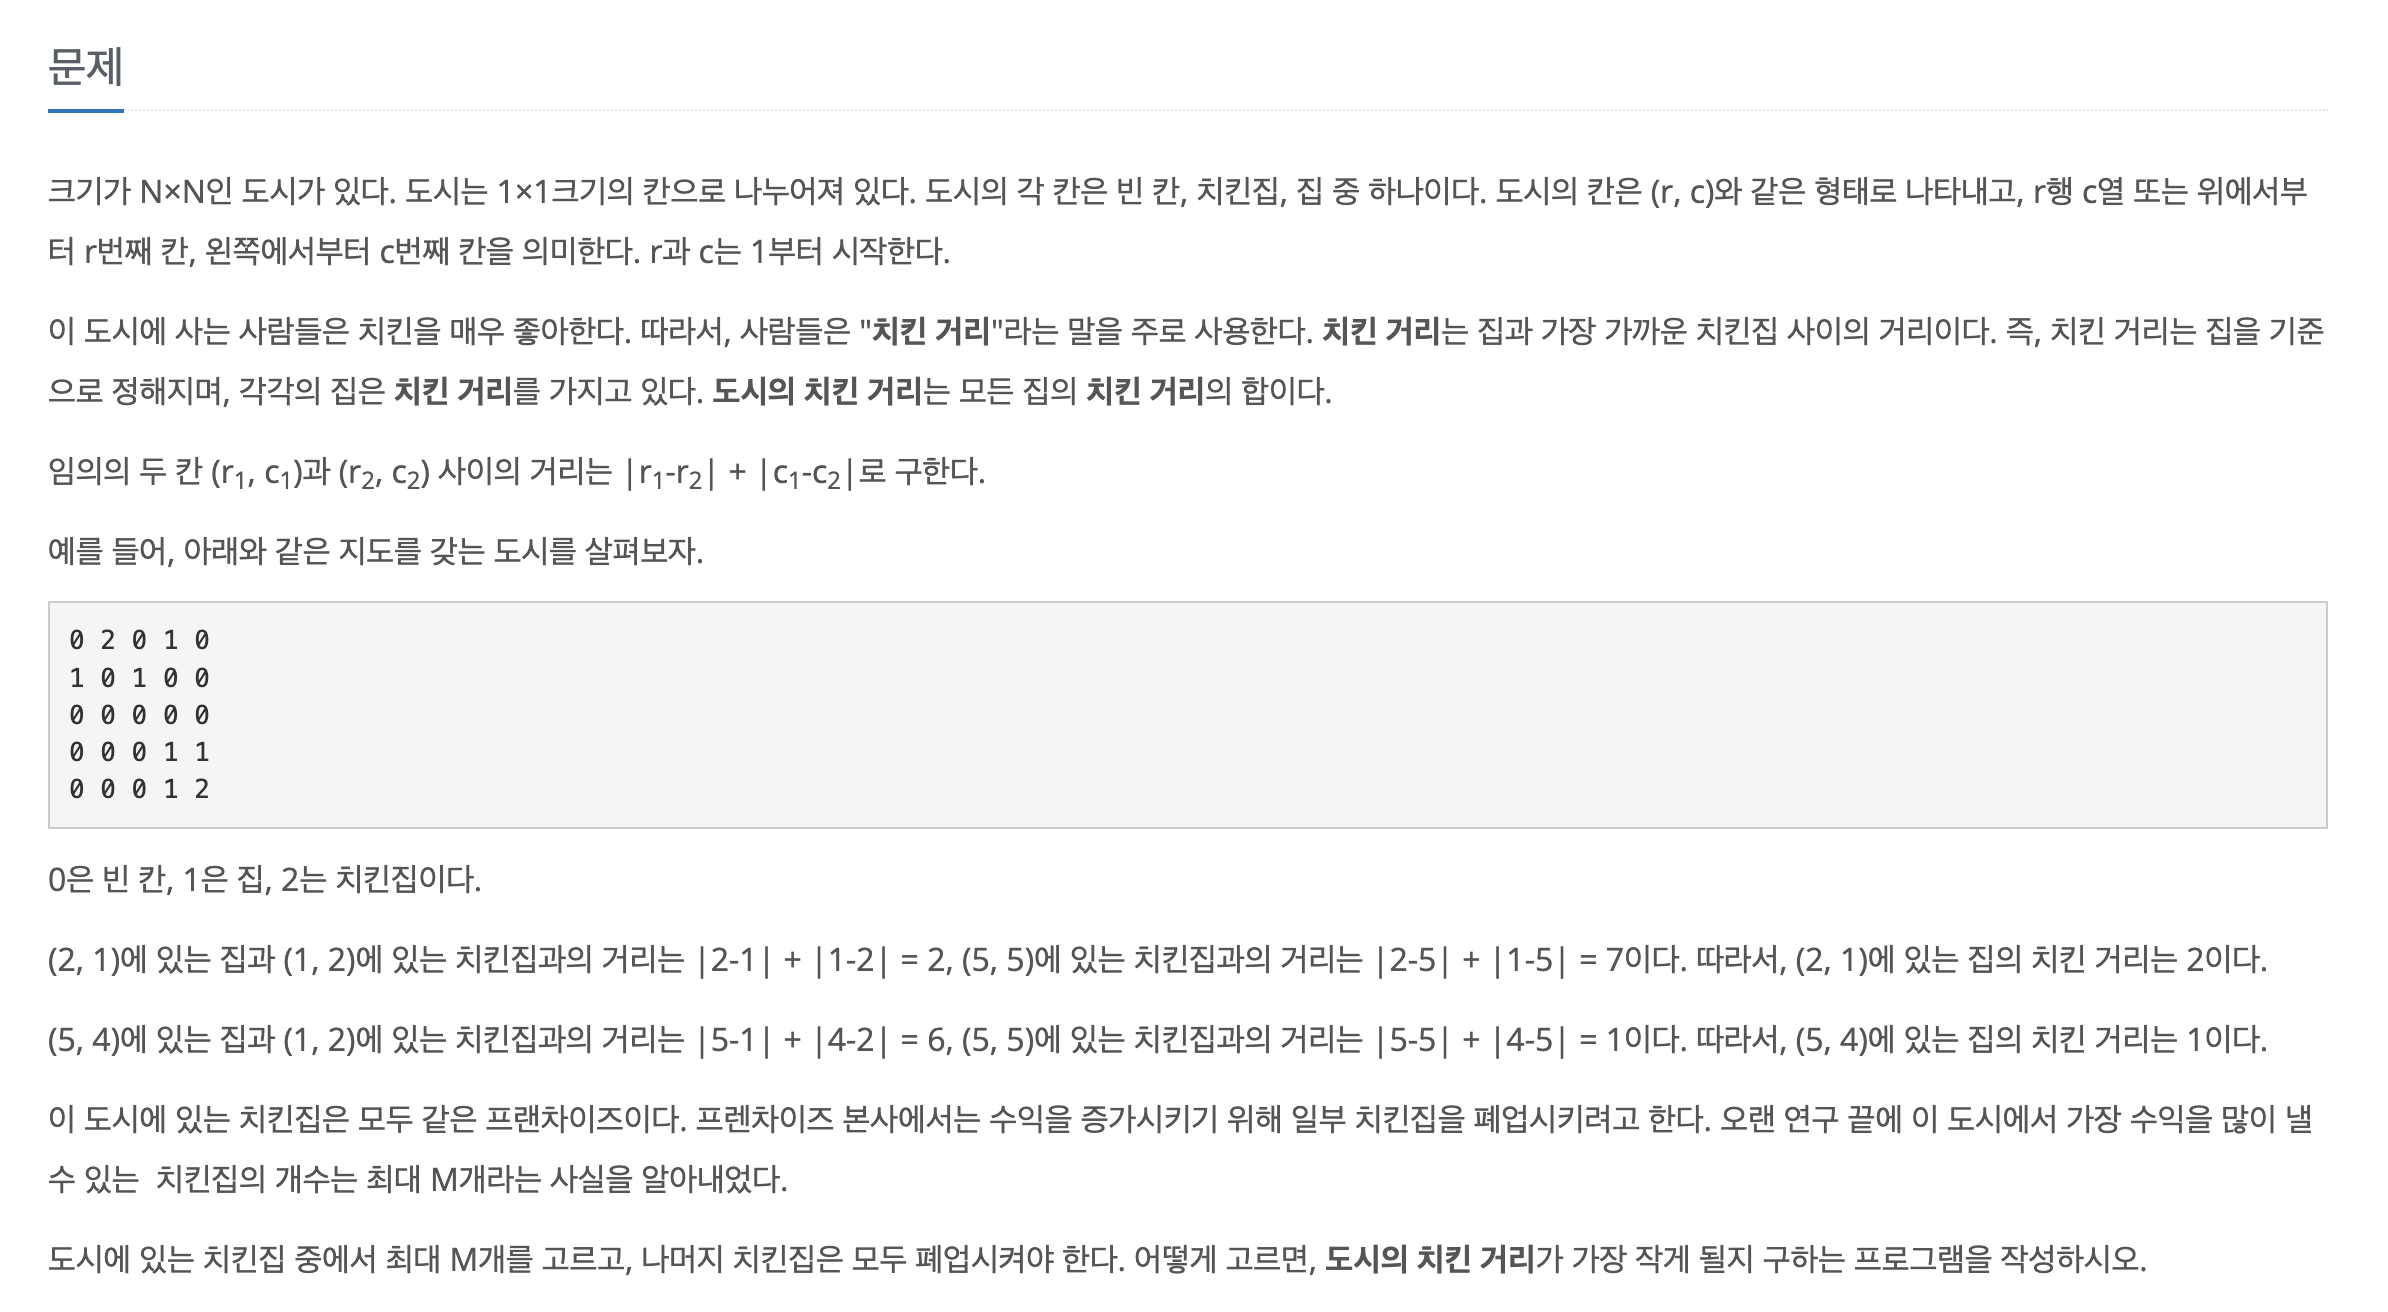 문제
크기가 N×N인 도시가 있다. 도시는 1×1크기의 칸으로 나누어져 있다. 도시의 각 칸은 빈 칸, 치킨집, 집 중 하나이다. 도시의 칸은 (r, c)와 같은 형태로 나타내고, r행 c열 또는 위에서부
터 r번째 칸, 왼쪽에서부터 c번째 칸을 의미한다. r과 c는 1부터 시작한다.
이 도시에 사는 사람들은 치킨을 매우 좋아한다. 따라서, 사람들은 "치킨 거리"라는 말을 주로 사용한다. 치킨 거리는 집과 가장 가까운 치킨집 사이의 거리이다. 즉, 치킨 거리는 집을 기준
으로 정해지며, 각각의 집은 치킨 거리를 가지고 있다. 도시의 치킨 거리는 모든 집의 치킨 거리의 합이다.
임의의 두 칸 (r₁, c₁)과 (r₂, c₂) 사이의 거리는 |r₁-r₂| + |c₁-c₂|로 구한다.
예를 들어, 아래와 같은 지도를 갖는 도시를 살펴보자.
0 2 0 1 0
1 0 1 0 0
0 0 0 0 0
0 0 0 1 1
0 0 0 1 2
0은 빈 칸, 1은 집, 2는 치킨집이다.
(2, 1)에 있는 집과 (1, 2)에 있는 치킨집과의 거리는 |2-1| + |1-2| = 2, (5, 5)에 있는 치킨집과의 거리는 |2-5| + |1-5| = 7이다. 따라서, (2, 1)에 있는 집의 치킨 거리는 2이다.
(5, 4)에 있는 집과 (1, 2)에 있는 치킨집과의 거리는 |5-1| + |4-2| = 6, (5, 5)에 있는 치킨집과의 거리는 |5-5| + |4-5| = 1이다. 따라서, (5, 4)에 있는 집의 치킨 거리는 1이다.
이 도시에 있는 치킨집은 모두 같은 프랜차이즈이다. 프렌차이즈 본사에서는 수익을 증가시키기 위해 일부 치킨집을 폐업시키려고 한다. 오랜 연구 끝에 이 도시에서 가장 수익을 많이 낼
수 있는  치킨집의 개수는 최대 M개라는 사실을 알아내었다.
도시에 있는 치킨집 중에서 최대 M개를 고르고, 나머지 치킨집은 모두 폐업시켜야 한다. 어떻게 고르면, 도시의 치킨 거리가 가장 작게 될지 구하는 프로그램을 작성하시오.